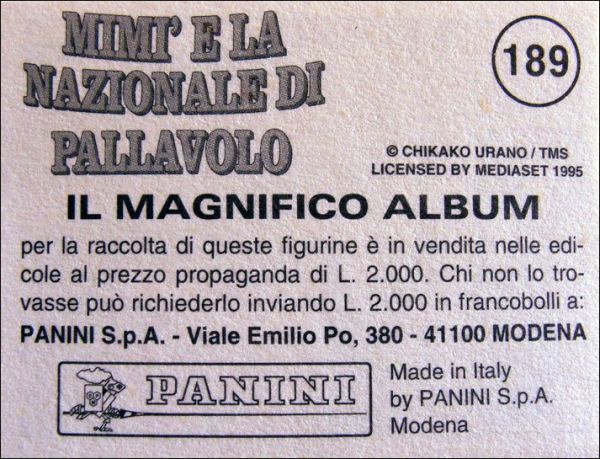 MIMI' E LA
NAZIONALE DI
PALLAVOLO
189
© CHIKAKO URANO / TMS
LICENSED BY MEDIASET 1995
IL MAGNIFICO ALBUM
per la raccolta di queste figurine è in vendita nelle edi-
cole al prezzo propaganda di L. 2.000. Chi non lo tro-
vasse può richiederlo inviando L. 2.000 in francobolli a:
PANINI S.p.A. - Viale Emilio Po, 380 - 41100 MODENA
PANINI
Made in Italy
by PANINI S.p.A.
Modena